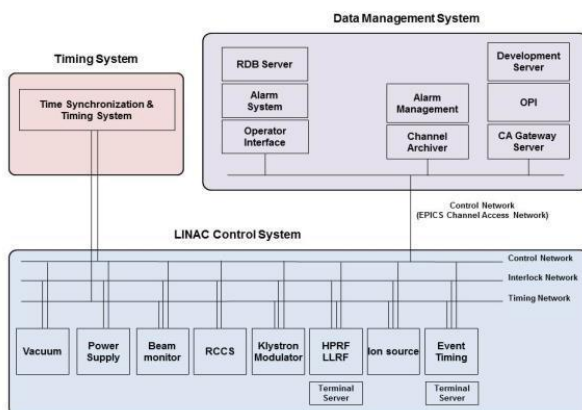 Data Management System
Timing System
Time Synchronization &
Timing System
RDB Server
Alarm
System
Operator
Interface
Alarm
Management
Channel
Archiver
Development
Server
OPI
CA Gateway
Server
Control Network
(EPICS Channel Access Network)
LINAC Control System
Control Network
Interlock Network
Timing Network
Vacuum
Power
Supply
Beam
monitor
RCCS
Klystron
Modulator
HPRF
LLRF
Ion source
Event
Timing
Terminal
Server
Terminal
Server